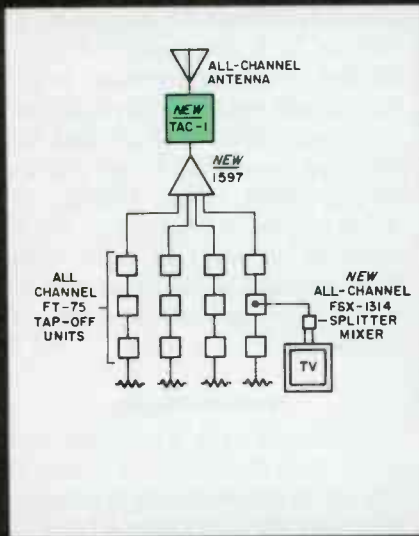 ALL-CHANNEL
ANTENNA
NEW
TAC-1
NEW
1597
ALL
CHANNEL
FT-75
TAP-OFF
UNITS
NEW
ALL-CHANNEL
FSX-1314
SPLITTER
MIXER
TV